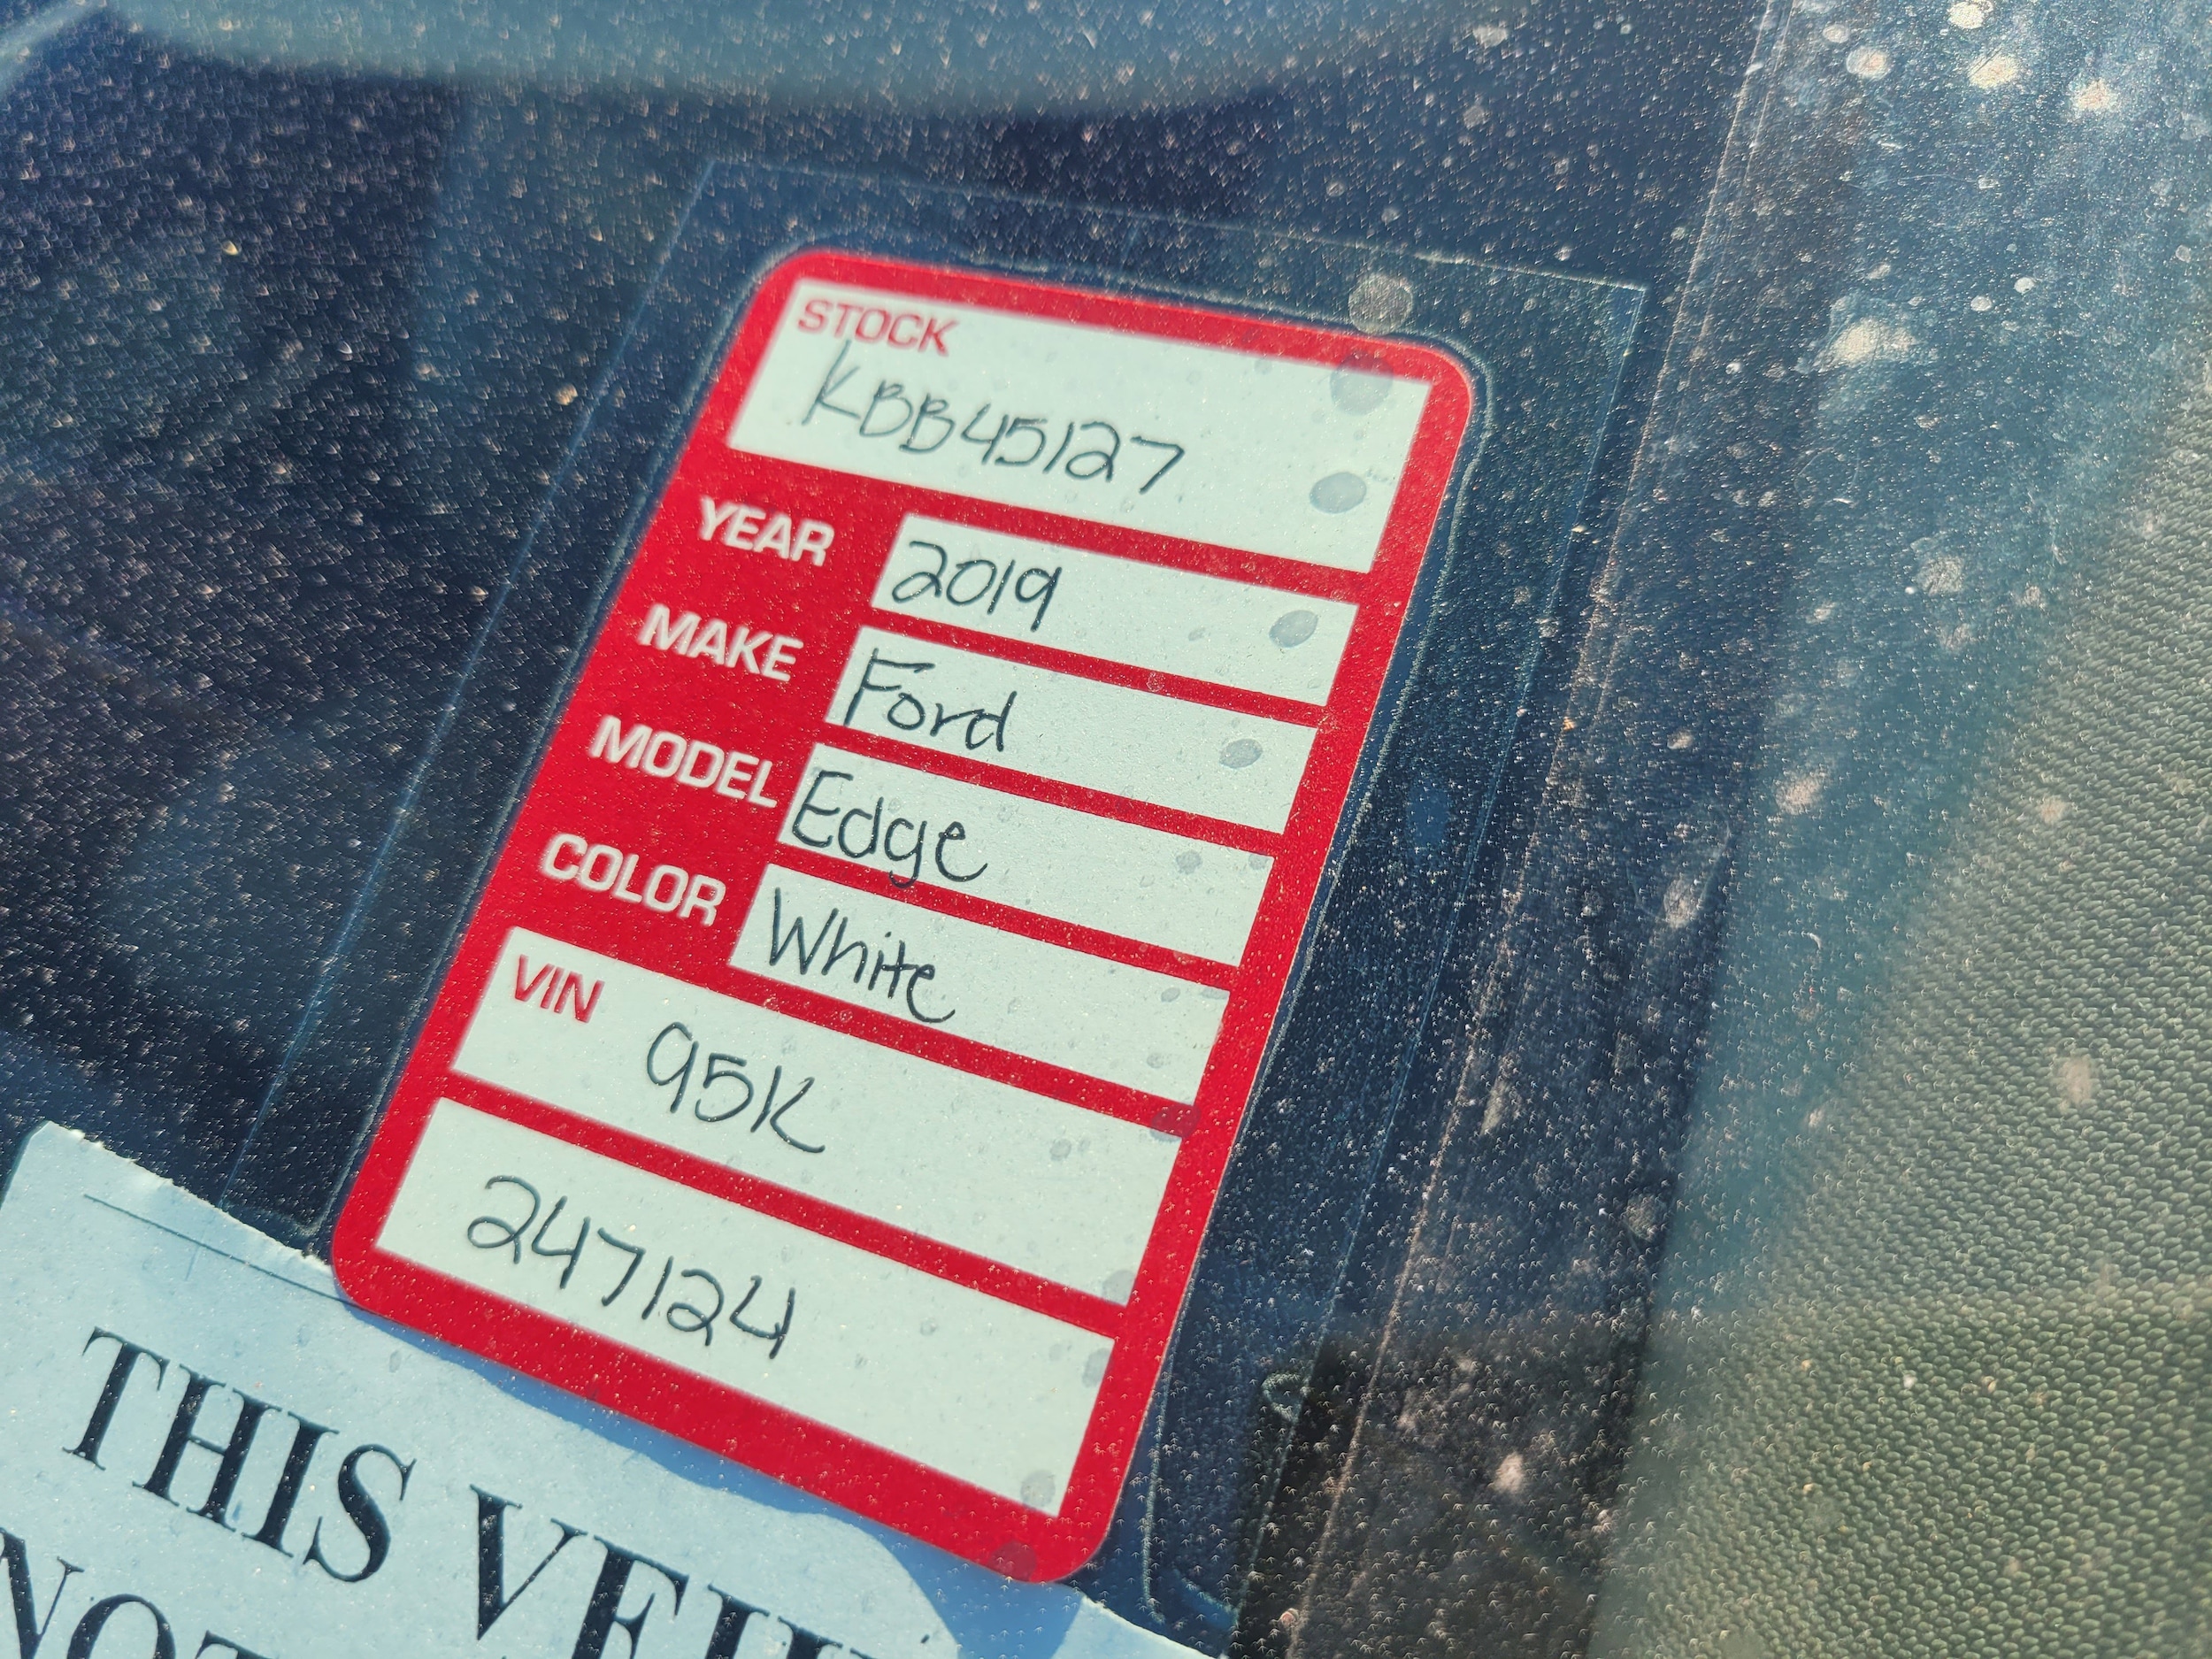 STOCK
KBB45127
YEAR 2019
MAKE Ford
MODEL Edge
COLOR White
VIN 95K
247124
THIS